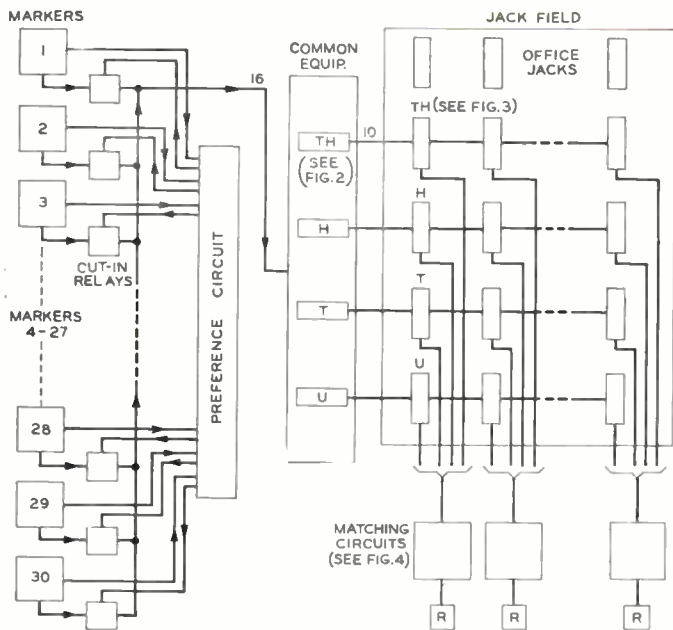 MARKERS
1
2
3
CUT-IN
RELAYS
MARKERS
4-27
28
29
30
PREFERENCE CIRCUIT
16
COMMON
EQUIP.
TH
(SEE
FIG.2)
H
T
U
10
JACK FIELD
OFFICE
JACKS
TH (SEE FIG.3)
H
T
U
MATCHING
CIRCUITS
(SEE FIG.4)
R
R
R